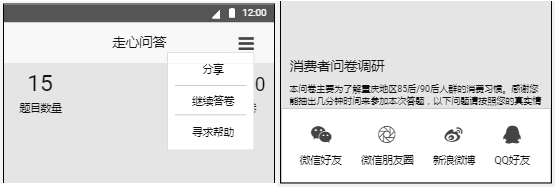 12:00
走心问答
15
0
题目数量
分享
继续答卷
寻求帮助
消费者问卷调研
本问卷主要为了解重庆地区85后/90后人群的消费习惯。感谢您
能抽出几分钟时间来参加本次答题，以下问题请按照您的真实情
微信好友
微信朋友圈
新浪微博
QQ好友